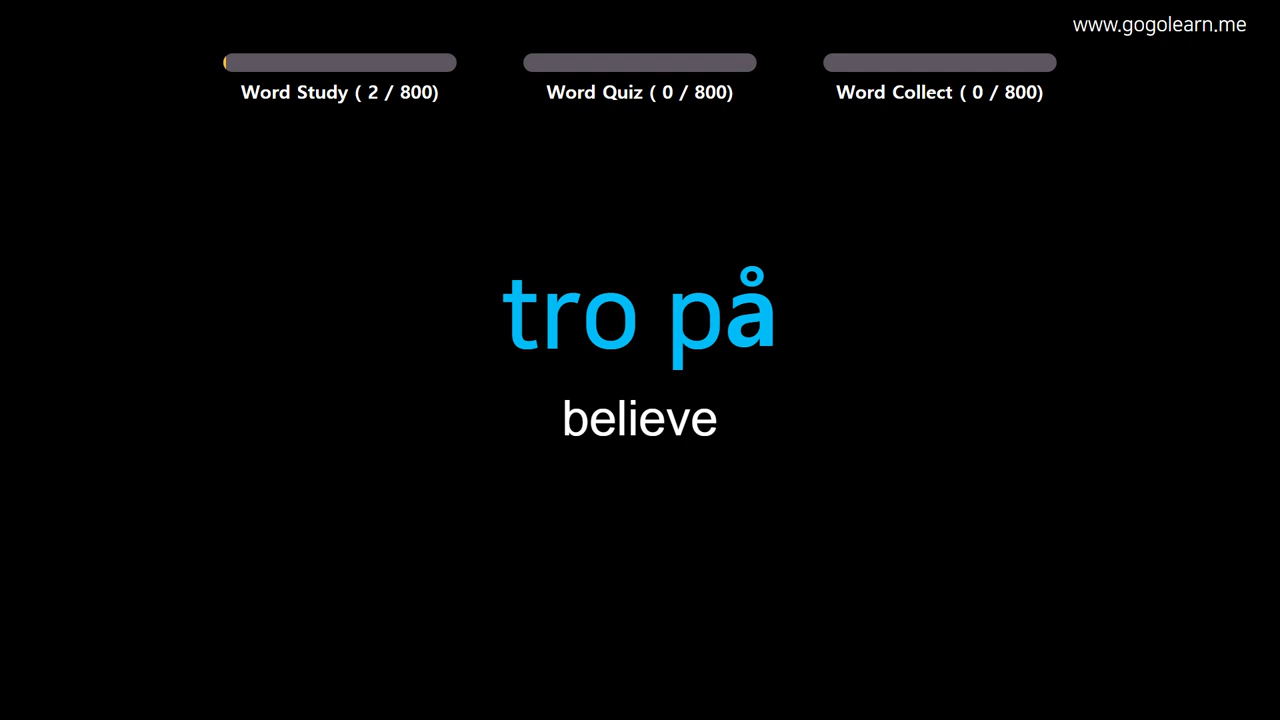 www.gogolearn.me
Word Study ( 2 / 800)
Word Quiz ( 0 / 800)
Word Collect ( 0 / 800)
tro på
believe